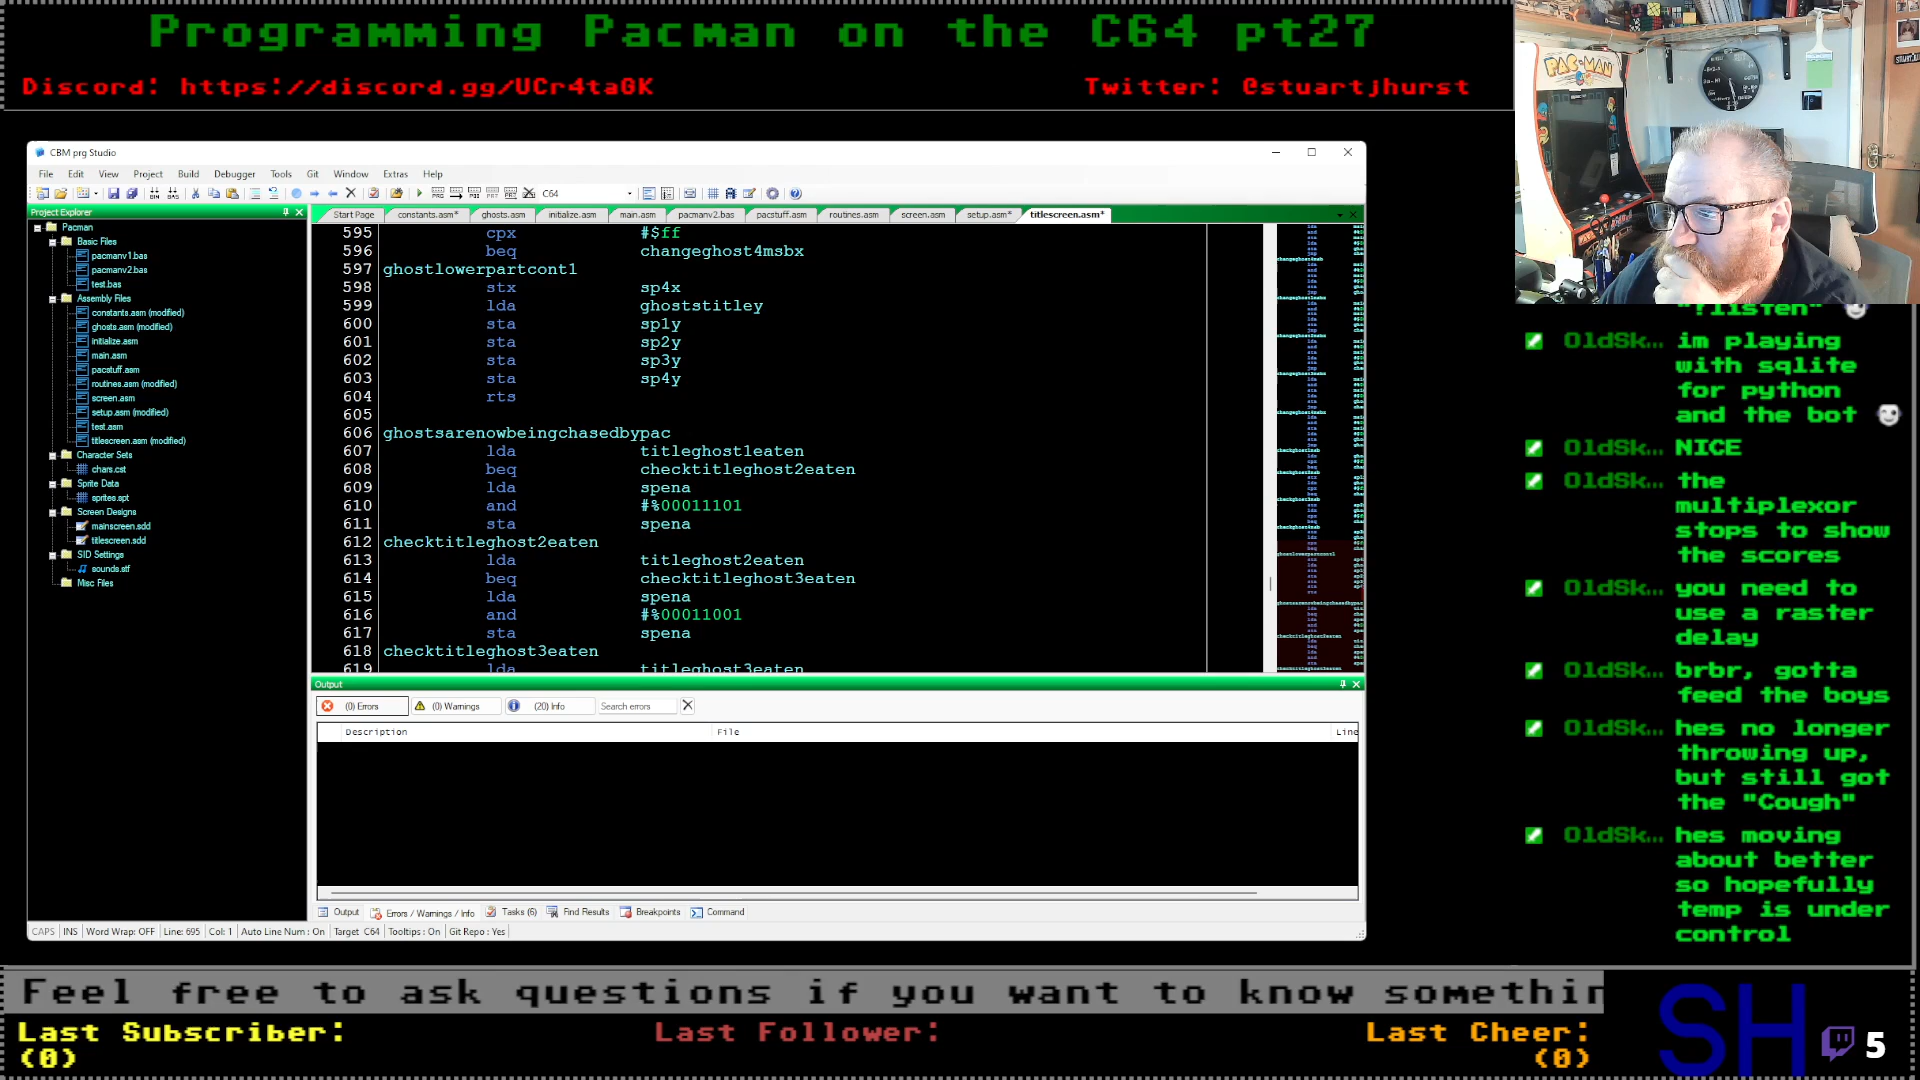 Programming Pacman on the C64 pt27
Discord: https://discord.gg/UCr4taGK
Twitter: @stuartjhurst
PAC-MAN
CBM prg Studio
File Edit View Project Build Debugger Tools Git Window Extras Help
C64
Project Explorer
Start Page constants.asm* ghosts.asm initialize.asm main.asm pacmanv2.bas pacstuff.asm routines.asm screen.asm setup.asm* titlescreen.asm*
Pacman
Basic Files
pacmanv1.bas
pacmanv2.bas
test.bas
Assembly Files
constants.asm (modified)
ghosts.asm (modified)
initialize.asm
main.asm
pacstuff.asm
routines.asm (modified)
screen.asm
setup.asm (modified)
test.asm
titlescreen.asm (modified)
Character Sets
chars.cst
Sprite Data
sprites.spt
Screen Designs
mainscreen.sdd
titlescreen.sdd
SID Settings
sounds.stf
Misc Files
595 cpx #$ff
596 beq changeghost4msbx
597 ghostlowerpartcont1
598 stx sp4x
599 lda ghoststitley
600 sta sp1y
601 sta sp2y
602 sta sp3y
603 sta sp4y
604 rts
605
606 ghostsarenowbeingchasedbypac
607 lda titleghost1eaten
608 beq checktitleghost2eaten
609 lda spena
610 and #%00011101
611 sta spena
612 checktitleghost2eaten
613 lda titleghost2eaten
614 beq checktitleghost3eaten
615 lda spena
616 and #%00011001
617 sta spena
618 checktitleghost3eaten
619 lda titleghost3eaten
Output
(0) Errors (0) Warnings (20) Info Search errors
Description File Line
Output Errors / Warnings / Info Tasks (6) Find Results Breakpoints Command
CAPS INS Word Wrap: OFF Line: 695 Col: 1 Auto Line Num : On Target C64 Tooltips : On Git Repo : Yes
"!listen"
OldSk... im playing
with sqlite
for python
and the bot
OldSk... NICE
OldSk... the
multiplexor
stops to show
the scores
OldSk... you need to
use a raster
delay
OldSk... brbr, gotta
feed the boys
OldSk... hes no longer
throwing up,
but still got
the "Cough"
OldSk... hes moving
about better
so hopefully
temp is under
control
Feel free to ask questions if you want to know somethin
Last Subscriber:
(0)
Last Follower:
Last Cheer:
(0)
SH
5